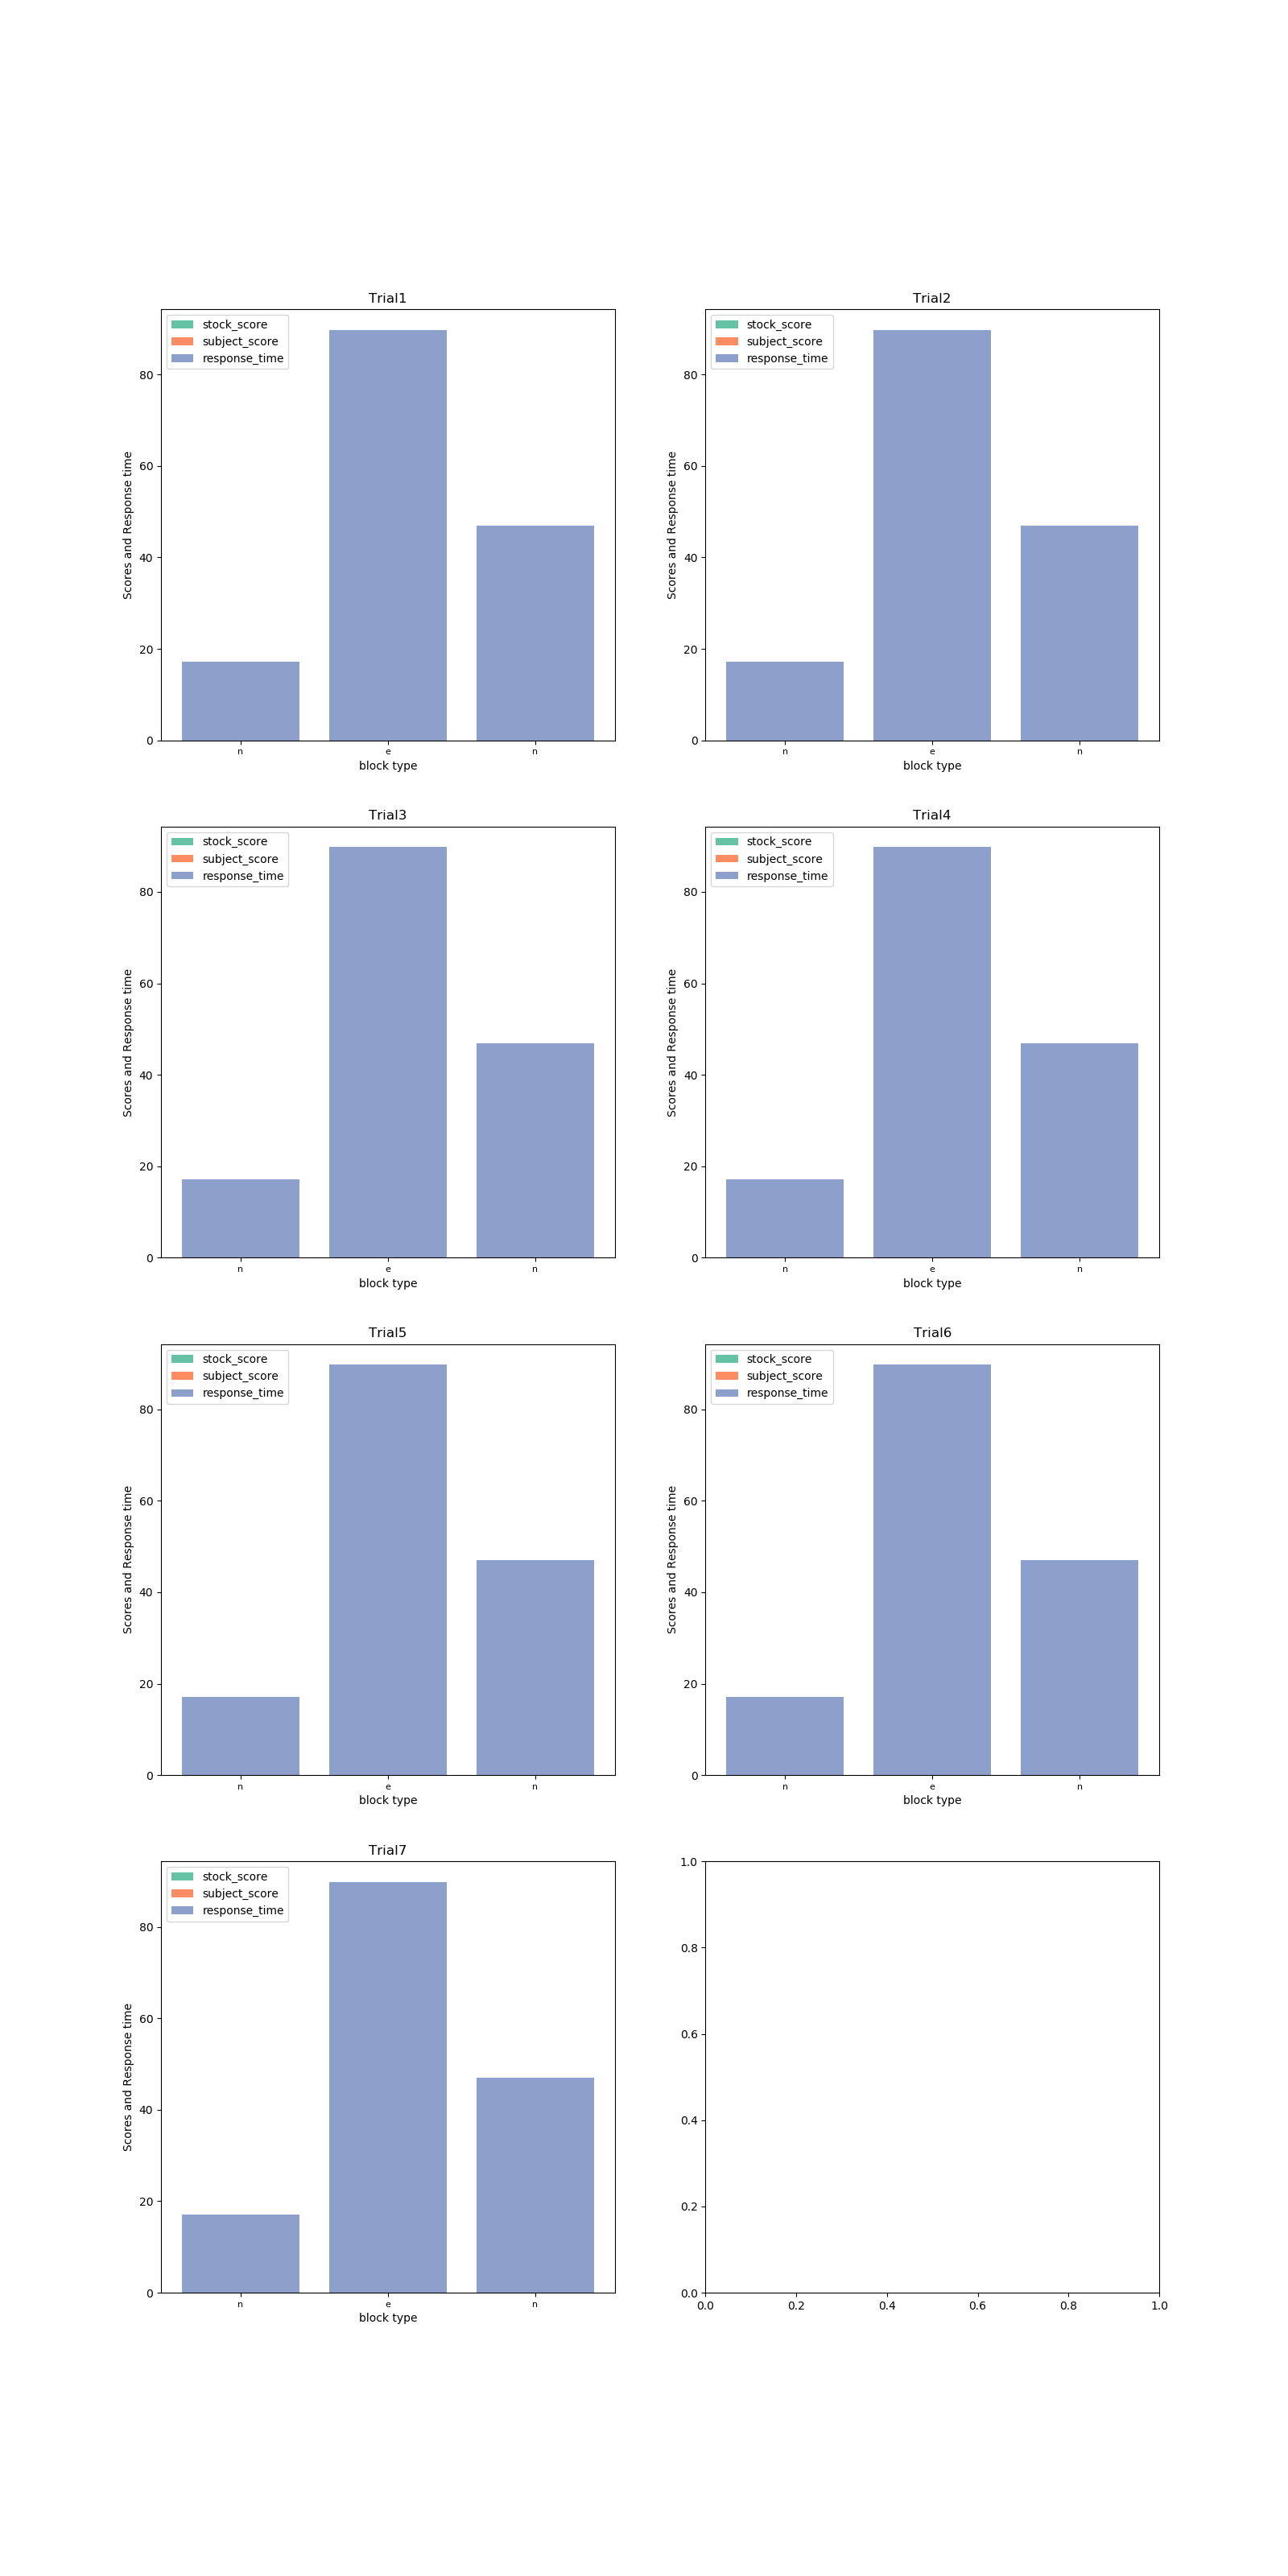 Trial1
stock_score
subject_score
response_time
80
60
40
20
0
Scores and Response time
n e n
block type
Trial2
stock_score
subject_score
response_time
80
60
40
20
0
Scores and Response time
n e n
block type
Trial3
stock_score
subject_score
response_time
80
60
40
20
0
Scores and Response time
n e n
block type
Trial4
stock_score
subject_score
response_time
80
60
40
20
0
Scores and Response time
n e n
block type
Trial5
stock_score
subject_score
response_time
80
60
40
20
0
Scores and Response time
n e n
block type
Trial6
stock_score
subject_score
response_time
80
60
40
20
0
Scores and Response time
n e n
block type
Trial7
stock_score
subject_score
response_time
80
60
40
20
0
Scores and Response time
n e n
block type
1.0
0.8
0.6
0.4
0.2
0.0
0.0 0.2 0.4 0.6 0.8 1.0